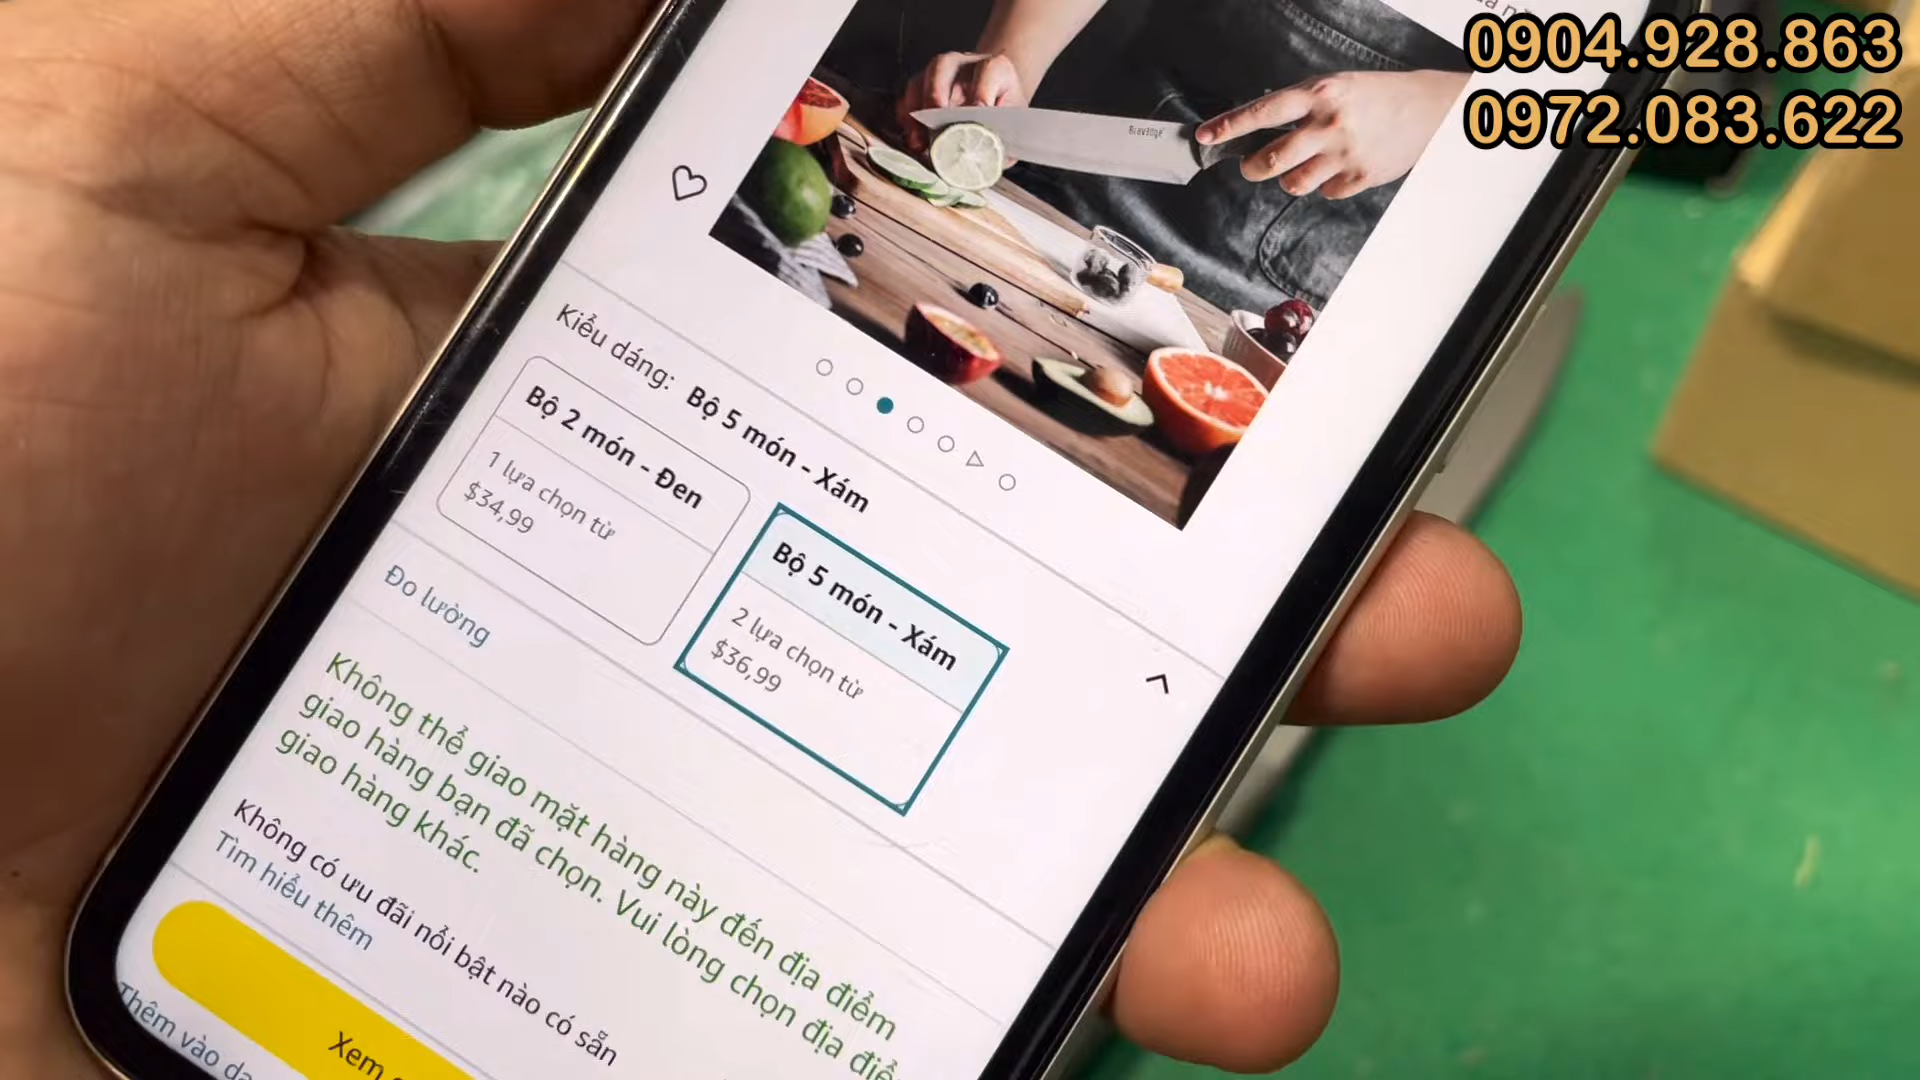 0904.928.863
0972.083.622
Kiểu dáng: Bộ 5 món - Xám
Bộ 2 món - Đen
1 lựa chọn từ
$34,99
Bộ 5 món - Xám
2 lựa chọn từ
$36,99
Đo lường
Không thể giao mặt hàng này đến địa điểm
giao hàng bạn đã chọn. Vui lòng chọn địa
giao hàng khác.
Không có ưu đãi nổi bật nào có sẵn
Tìm hiểu thêm
Xem
Thêm vào